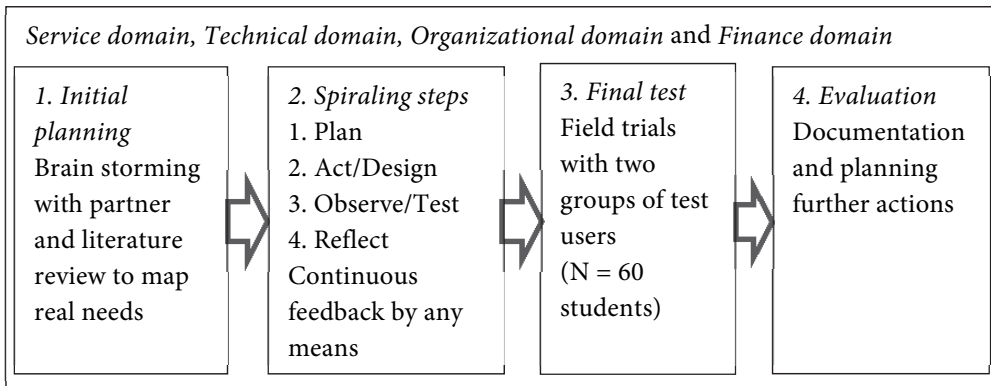 Service domain, Technical domain, Organizational domain and Finance domain
1. Initial
planning
Brain storming
with partner
and literature
review to map
real needs
2. Spiraling steps
1. Plan
2. Act/Design
3. Observe/Test
4. Reflect
Continuous
feedback by any
means
3. Final test
Field trials
with two
groups of test
users
(N = 60
students)
4. Evaluation
Documentation
and planning
further actions